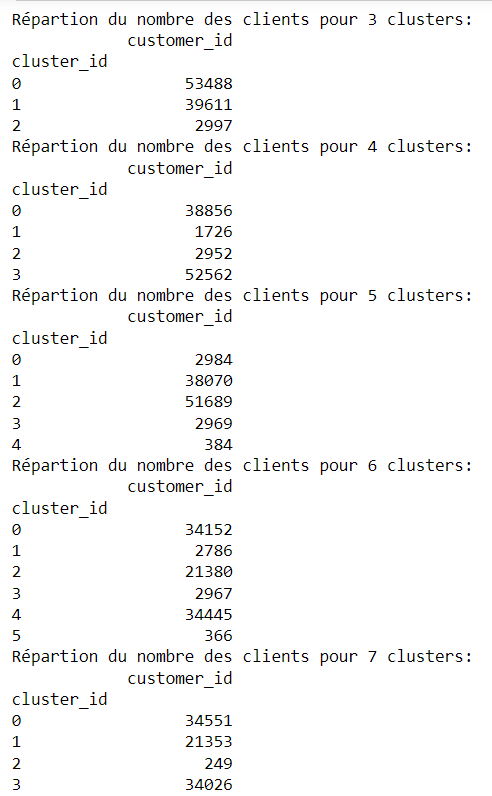 Répartion du nombre des clients pour 3 clusters:
customer_id
cluster_id
0 53488
1 39611
2 2997
Répartion du nombre des clients pour 4 clusters:
customer_id
cluster_id
0 38856
1 1726
2 2952
3 52562
Répartion du nombre des clients pour 5 clusters:
customer_id
cluster_id
0 2984
1 38070
2 51689
3 2969
4 384
Répartion du nombre des clients pour 6 clusters:
customer_id
cluster_id
0 34152
1 2786
2 21380
3 2967
4 34445
5 366
Répartion du nombre des clients pour 7 clusters:
customer_id
cluster_id
0 34551
1 21353
2 249
3 34026